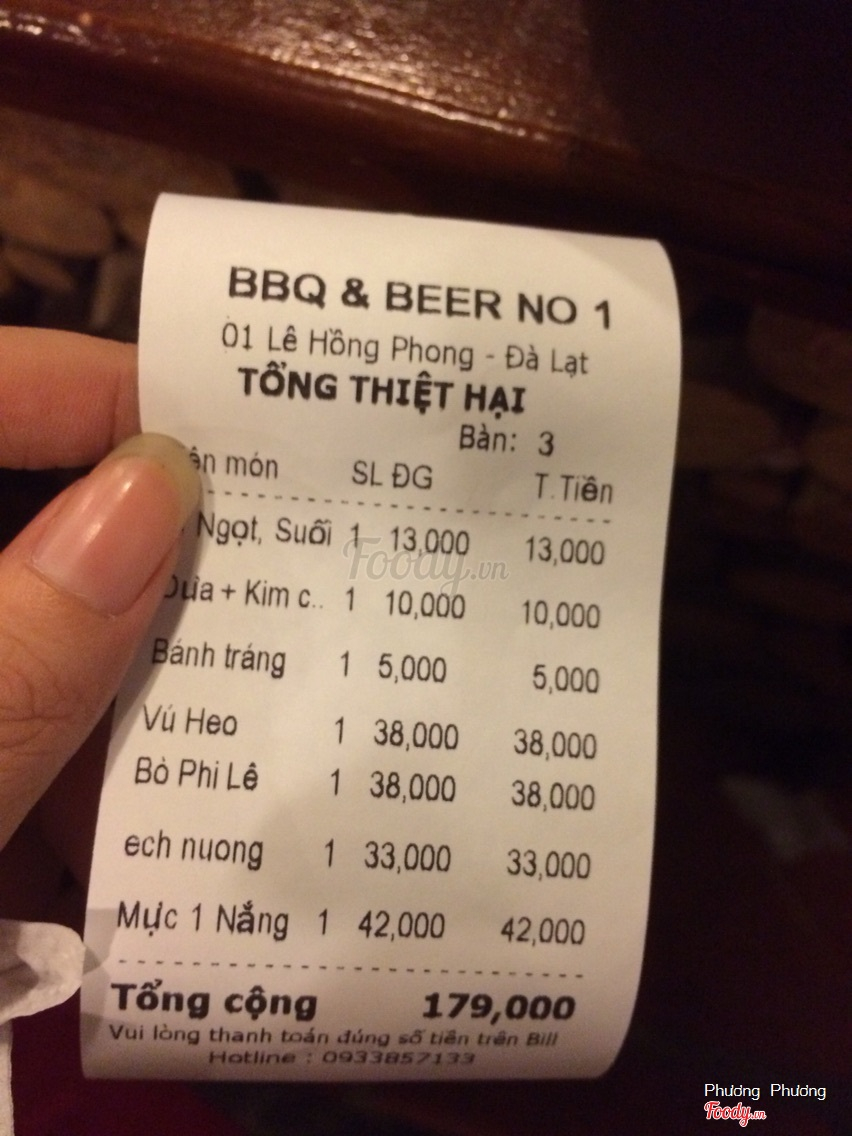 BBQ & BEER NO 1
01 Lê Hồng Phong - Đà Lạt
TỔNG THIỆT HẠI
Bàn: 3
ên món SL ĐG T.Tiền
Ngọt, Suối 1 13,000 13,000
Dưa + Kim c.. 1 10,000 10,000
Bánh tráng 1 5,000 5,000
Vú Heo 1 38,000 38,000
Bò Phi Lê 1 38,000 38,000
ech nuong 1 33,000 33,000
Mực 1 Nắng 1 42,000 42,000
Tổng cộng 179,000
Vui lòng thanh toán đúng số tiền trên Bill
Hotline : 0933857133
Foody.vn
Phương Phương
Foody.vn